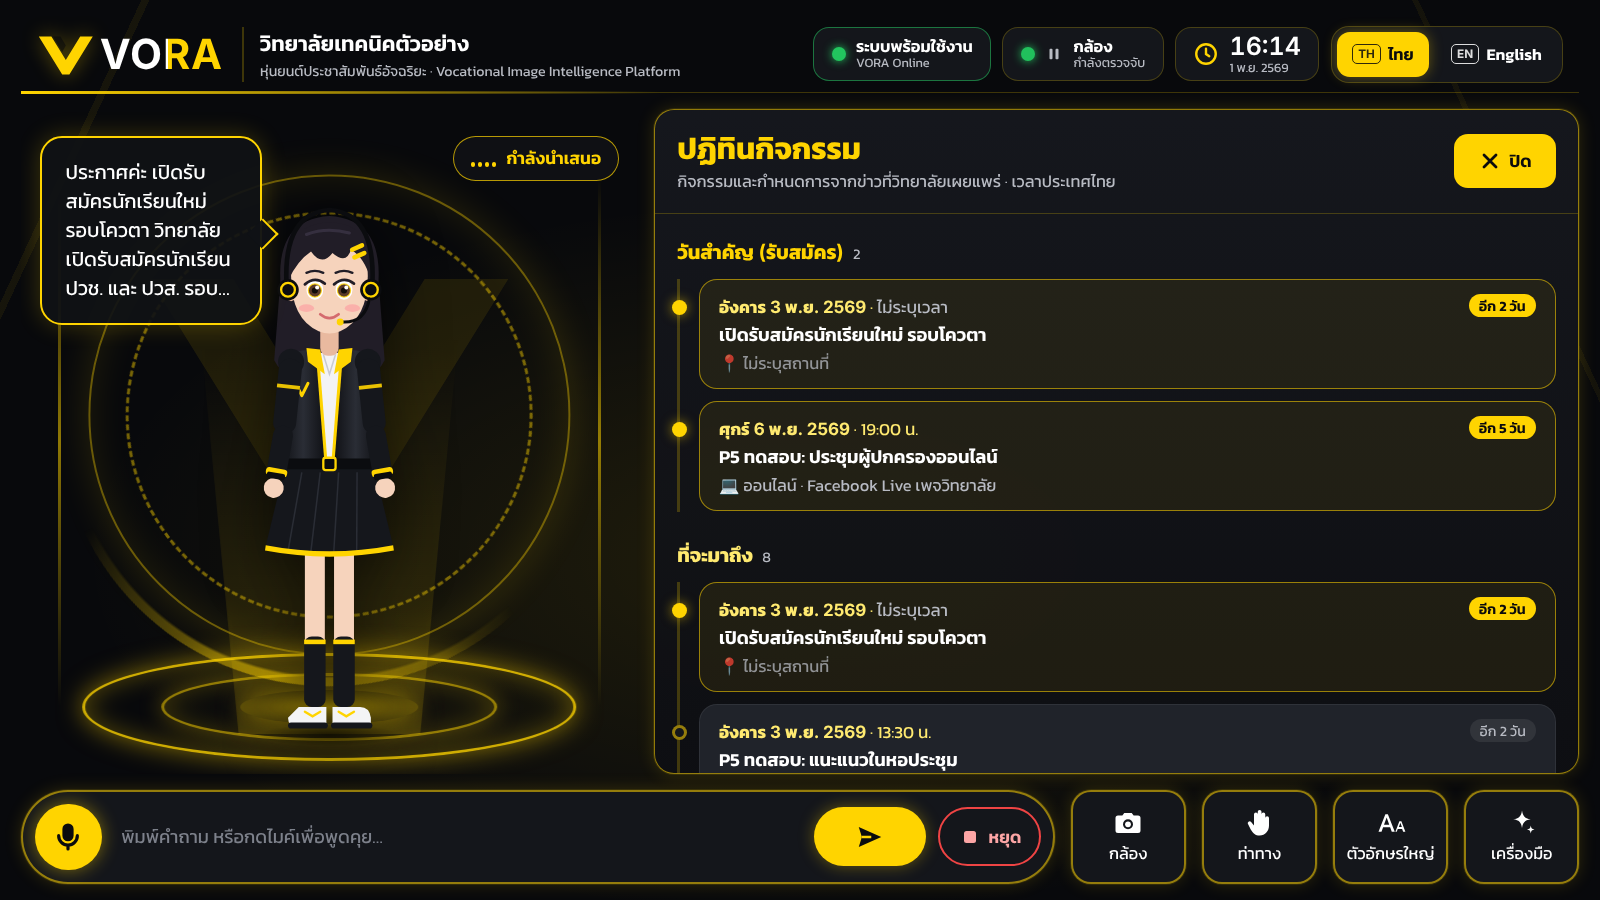 VORA
วิทยาลัยเทคนิคตัวอย่าง
หุ่นยนต์ประชาสัมพันธ์อัจฉริยะ · Vocational Image Intelligence Platform
ระบบพร้อมใช้งาน
VORA Online
กล้อง
กำลังตรวจจับ
16:14
1 พ.ย. 2569
TH ไทย
EN English
ประกาศค่ะ เปิดรับ
สมัครนักเรียนใหม่
รอบโควตา วิทยาลัย
เปิดรับสมัครนักเรียน
ปวช. และ ปวส. รอบ...
กำลังนำเสนอ
ปฏิทินกิจกรรม
กิจกรรมและกำหนดการจากข่าวที่วิทยาลัยเผยแพร่ · เวลาประเทศไทย
ปิด
วันสำคัญ (รับสมัคร) 2
อังคาร 3 พ.ย. 2569 · ไม่ระบุเวลา
อีก 2 วัน
เปิดรับสมัครนักเรียนใหม่ รอบโควตา
📍 ไม่ระบุสถานที่
ศุกร์ 6 พ.ย. 2569 · 19:00 น.
อีก 5 วัน
P5 ทดสอบ: ประชุมผู้ปกครองออนไลน์
💻 ออนไลน์ · Facebook Live เพจวิทยาลัย
ที่จะมาถึง 8
อังคาร 3 พ.ย. 2569 · ไม่ระบุเวลา
อีก 2 วัน
เปิดรับสมัครนักเรียนใหม่ รอบโควตา
📍 ไม่ระบุสถานที่
อังคาร 3 พ.ย. 2569 · 13:30 น.
อีก 2 วัน
P5 ทดสอบ: แนะแนวในหอประชุม
พิมพ์คำถาม หรือกดไมค์เพื่อพูดคุย...
หยุด
กล้อง
ท่าทาง
AA
ตัวอักษรใหญ่
เครื่องมือ